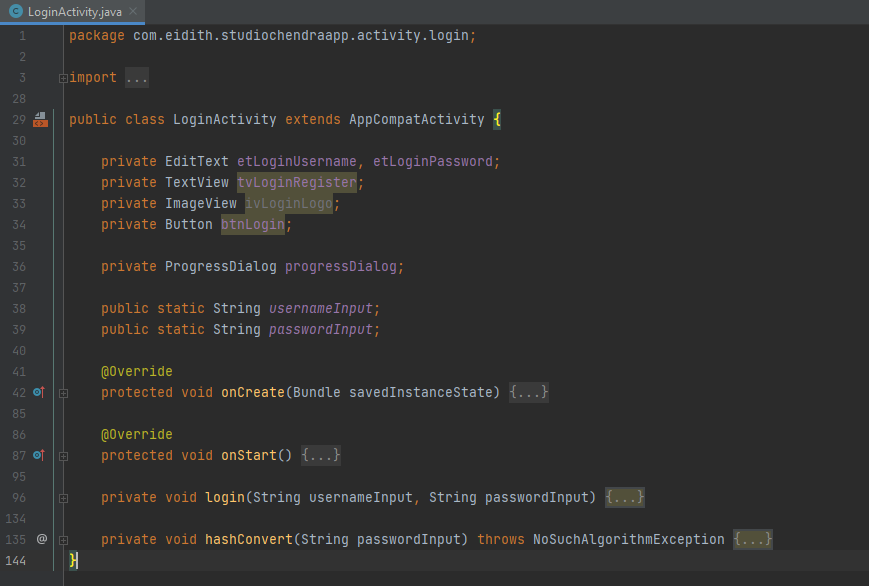 LoginActivity.java
1 package com.eidith.studiochendraapp.activity.login;
2
3 import ...
28
29 public class LoginActivity extends AppCompatActivity {
30
31 private EditText etLoginUsername, etLoginPassword;
32 private TextView tvLoginRegister;
33 private ImageView ivLoginLogo;
34 private Button btnLogin;
35
36 private ProgressDialog progressDialog;
37
38 public static String usernameInput;
39 public static String passwordInput;
40
41 @Override
42 protected void onCreate(Bundle savedInstanceState) {...}
85
86 @Override
87 protected void onStart() {...}
95
96 private void login(String usernameInput, String passwordInput) {...}
134
135 @ private void hashConvert(String passwordInput) throws NoSuchAlgorithmException {...}
144 }